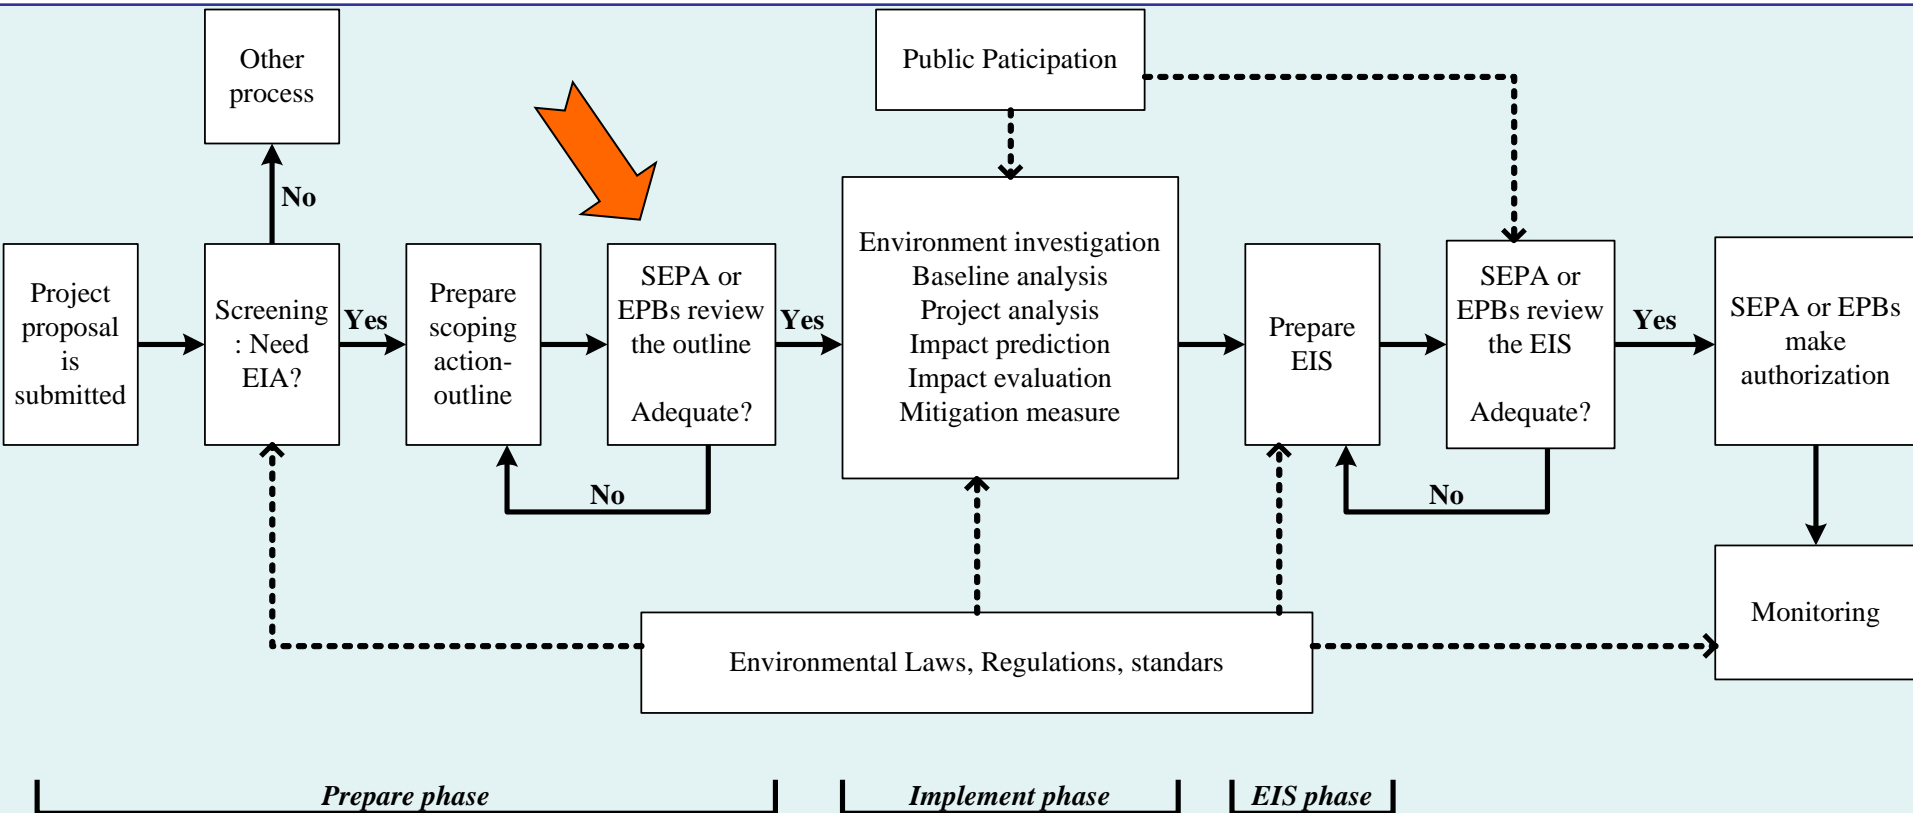 Other
process
Public Paticipation
No
Project
proposal
is
submitted
Screening
: Need
EIA?
Yes
Prepare
scoping
action-
outline
SEPA or
EPBs review
the outline
Adequate?
Yes
No
Environment investigation
Baseline analysis
Project analysis
Impact prediction
Impact evaluation
Mitigation measure
Prepare
EIS
SEPA or
EPBs review
the EIS
Adequate?
Yes
No
SEPA or EPBs
make
authorization
Monitoring
Environmental Laws, Regulations, standars
Prepare phase
Implement phase
EIS phase